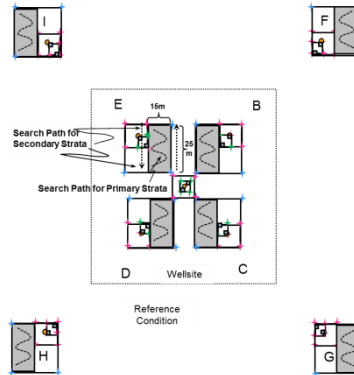 I
F
E
15m
B
Search Path for
Secondary Strata
25
m
Search Path for Primary Strata
D
Wellsite
C
Reference
Condition
H
G